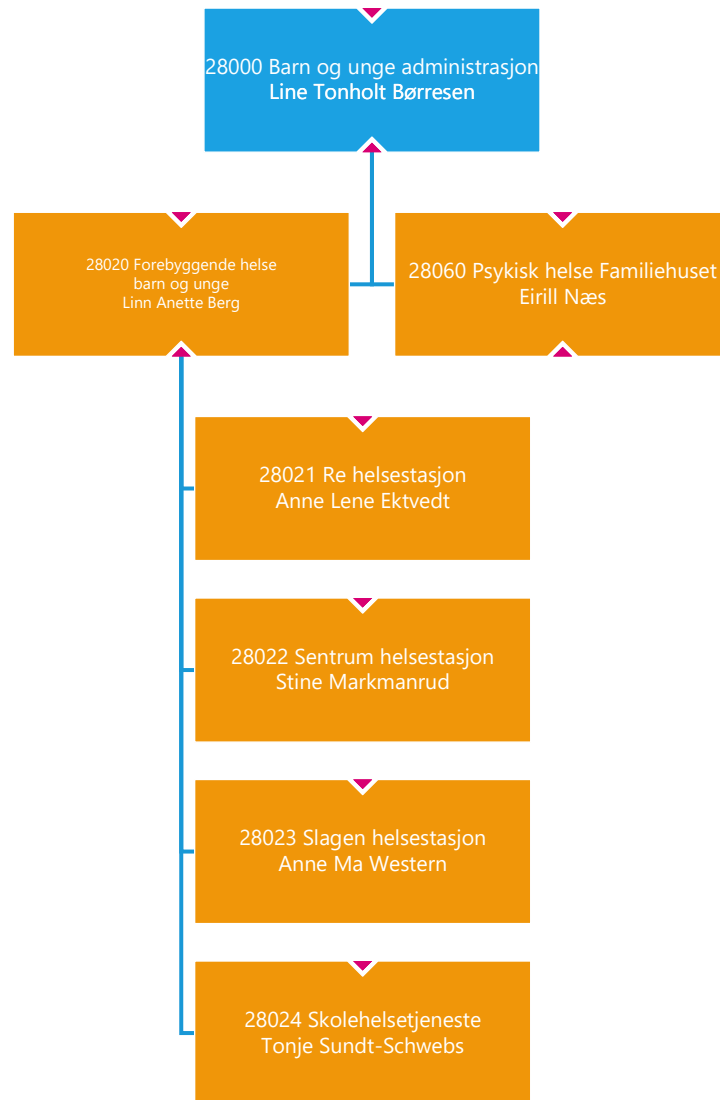 28000 Barn og unge administrasjon
Line Tonholt Børresen
28020 Forebyggende helse
barn og unge
Linn Anette Berg
28060 Psykisk helse Familiehuset
Eirill Næs
28021 Re helsestasjon
Anne Lene Ektvedt
28022 Sentrum helsestasjon
Stine Markmanrud
28023 Slagen helsestasjon
Anne Ma Western
28024 Skolehelsetjeneste
Tonje Sundt-Schwebs